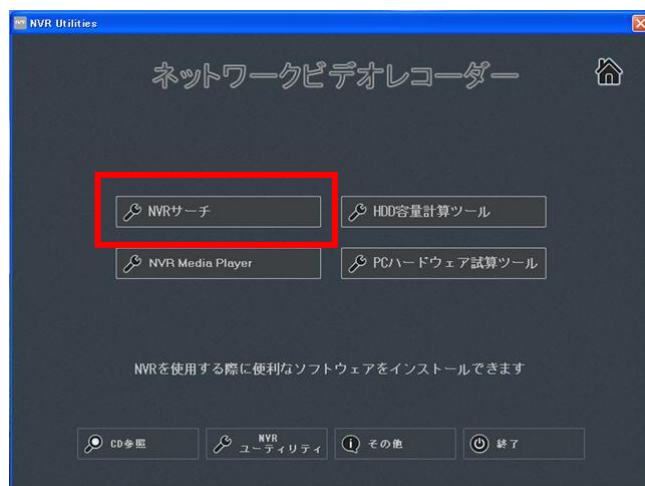 NVR Utilities
ネットワークビデオレコーダー
NVRサーチ
HDD容量計算ツール
NVR Media Player
PCハードウェア試算ツール
NVRを使用する際に便利なソフトウェアをインストールできます
CD参照
NVR
ユーティリティ
その他
終了